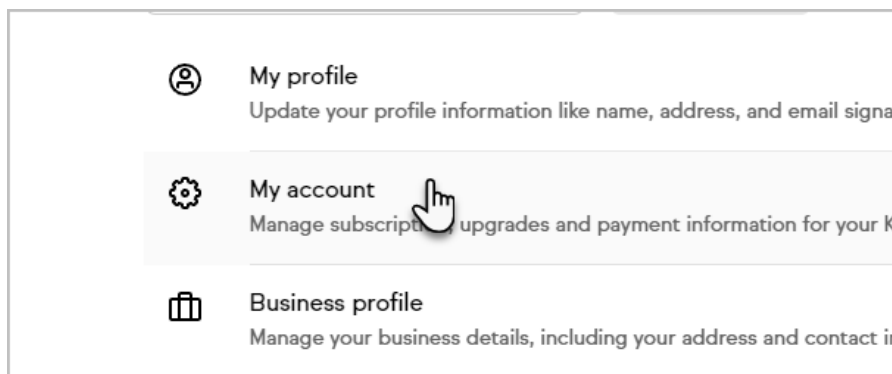 My profile
Update your profile information like name, address, and email signa
My account
Manage upgrades and payment information for your K
Business profile
Manage your business details, including your address and contact